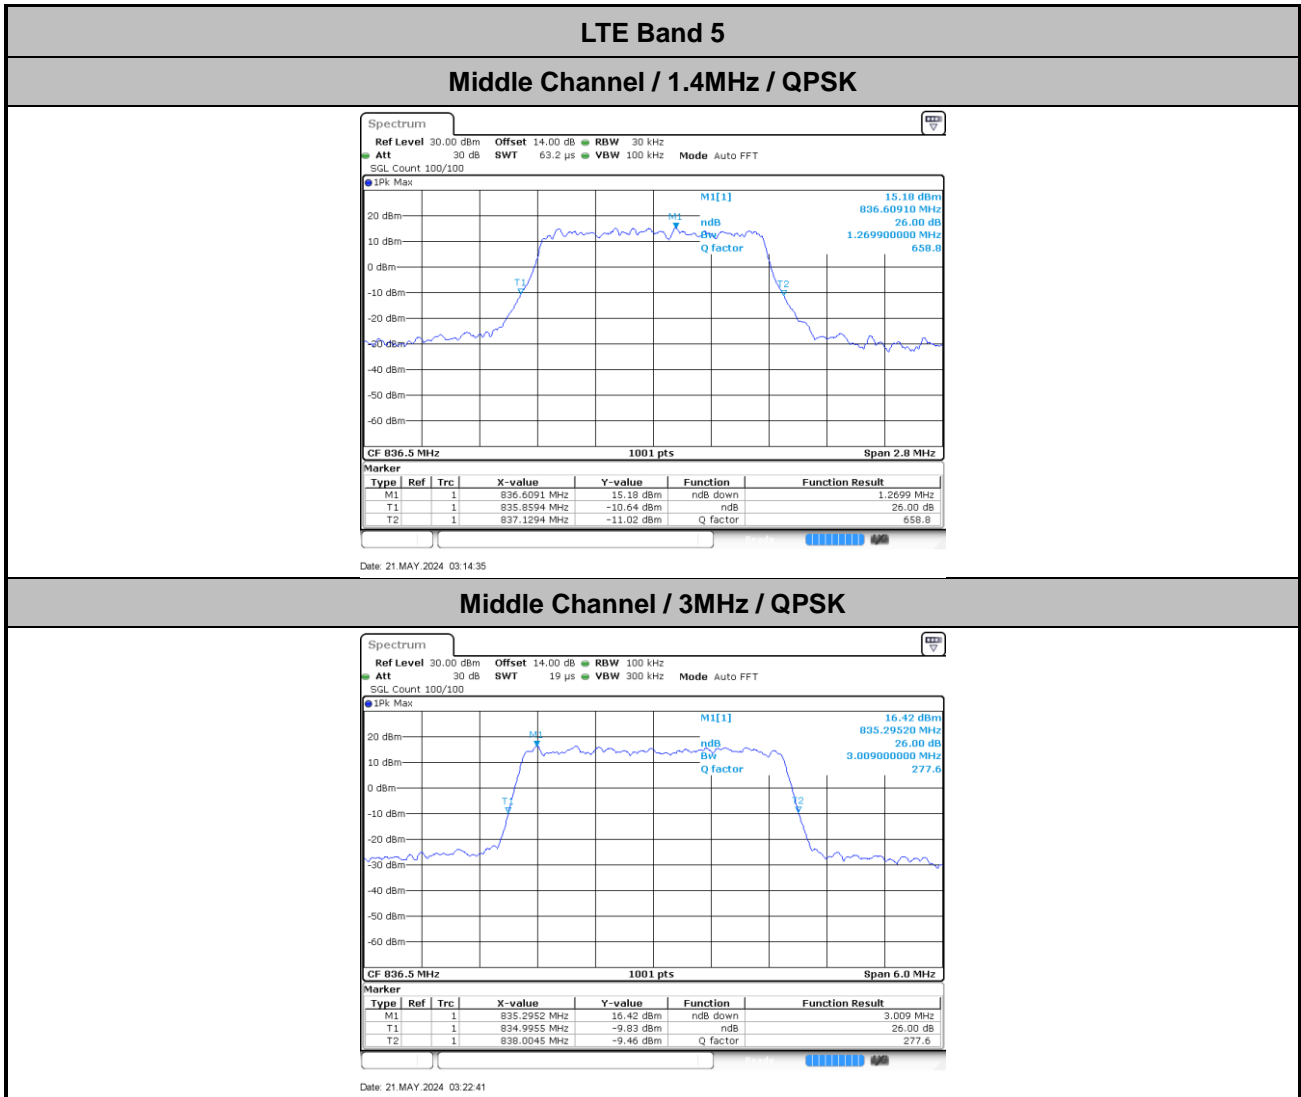 LTE Band 5
Middle Channel / 1.4MHz / QPSK
Spectrum
Ref Level 30.00 dBm Offset 14.00 dB RBW 30 kHz
Att 30 dB SWT 63.2 µs VBW 100 kHz Mode Auto FFT
SGL Count 100/100
1Pk Max
M1[1] 15.18 dBm
836.60910 MHz
20 dBm
M1
ndB 26.00 dB
10 dBm
Bw 1.269900000 MHz
Q factor 658.8
0 dBm
T1
T2
-10 dBm
-20 dBm
-30 dBm
-40 dBm
-50 dBm
-60 dBm
CF 836.5 MHz 1001 pts Span 2.8 MHz
Marker
Type Ref Trc X-value Y-value Function Function Result
M1 1 836.6091 MHz 15.18 dBm ndB down 1.2699 MHz
T1 1 835.8594 MHz -10.64 dBm ndB 26.00 dB
T2 1 837.1294 MHz -11.02 dBm Q factor 658.8
Date: 21.MAY.2024 03:14:35
Middle Channel / 3MHz / QPSK
Spectrum
Ref Level 30.00 dBm Offset 14.00 dB RBW 100 kHz
Att 30 dB SWT 19 µs VBW 300 kHz Mode Auto FFT
SGL Count 100/100
1Pk Max
M1[1] 16.42 dBm
835.29520 MHz
20 dBm
M1
ndB 26.00 dB
Bw 3.009000000 MHz
10 dBm
Q factor 277.6
0 dBm
T1
T2
-10 dBm
-20 dBm
-30 dBm
-40 dBm
-50 dBm
-60 dBm
CF 836.5 MHz 1001 pts Span 6.0 MHz
Marker
Type Ref Trc X-value Y-value Function Function Result
M1 1 835.2952 MHz 16.42 dBm ndB down 3.009 MHz
T1 1 834.9955 MHz -9.83 dBm ndB 26.00 dB
T2 1 838.0045 MHz -9.46 dBm Q factor 277.6
Date: 21.MAY.2024 03:22:41